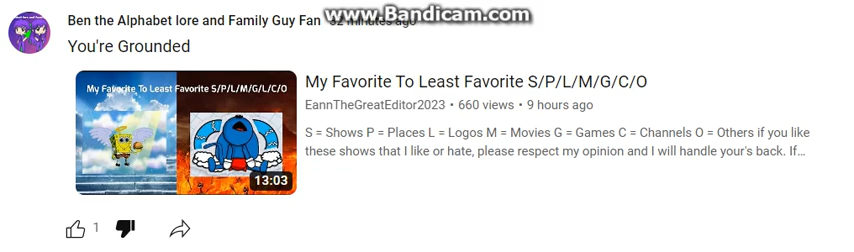 www.Bandicam.com
Ben the Alphabet lore and Family Guy Fan 32 minutes ago
You're Grounded
My Favorite To Least Favorite S/P/L/M/G/L/C/O
13:03
My Favorite To Least Favorite S/P/L/M/G/C/O
EannTheGreatEditor2023 • 660 views • 9 hours ago
S = Shows P = Places L = Logos M = Movies G = Games C = Channels O = Others if you like
these shows that I like or hate, please respect my opinion and I will handle your's back. If...
1